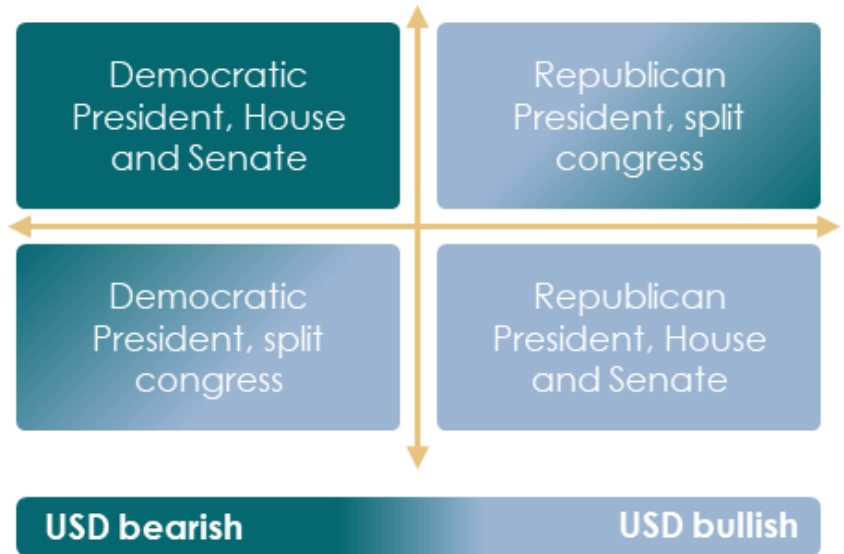 Democratic
President, House
and Senate
Republican
President, split
congress
Democratic
President, split
congress
Republican
President, House
and Senate
USD bearish
USD bullish